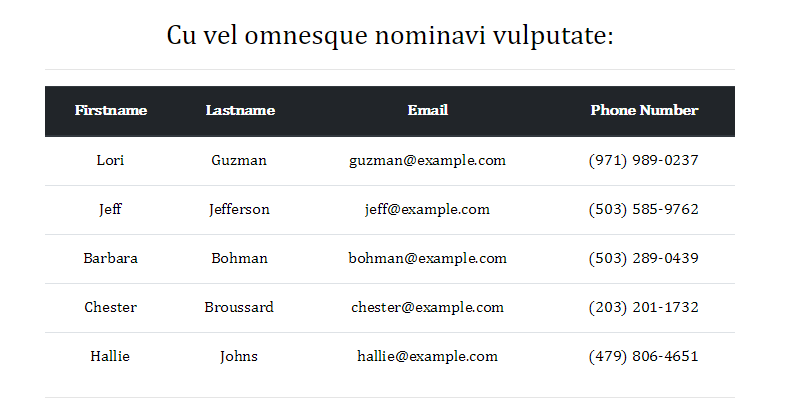 Cu vel omnesque nominavi vulputate:
Firstname Lastname Email Phone Number
Lori Guzman guzman@example.com (971) 989-0237
Jeff Jefferson jeff@example.com (503) 585-9762
Barbara Bohman bohman@example.com (503) 289-0439
Chester Broussard chester@example.com (203) 201-1732
Hallie Johns hallie@example.com (479) 806-4651